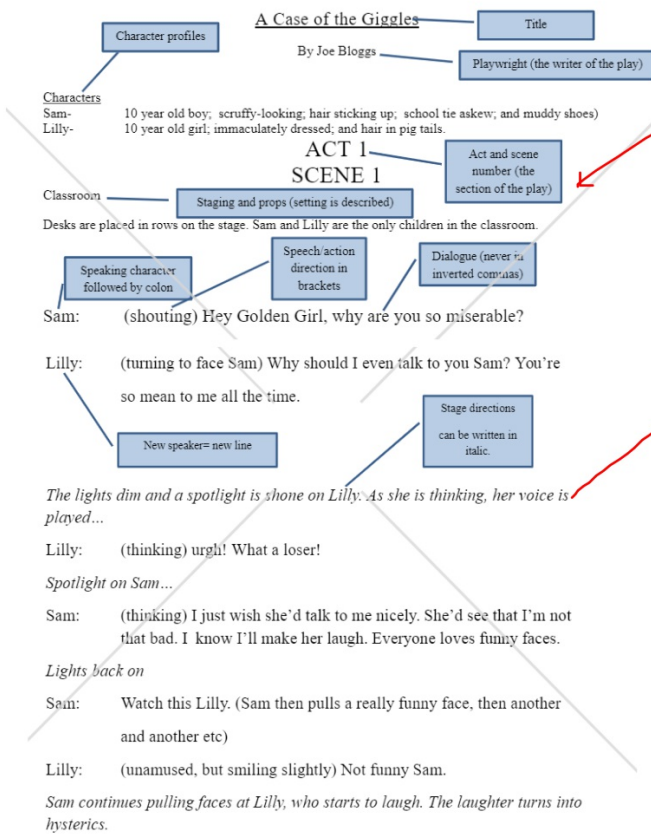 A Case of the Giggles
Title
Character profiles
By Joe Bloggs
Playwright (the writer of the play)
Characters
Sam- 10 year old boy; scruffy-looking; hair sticking up; school tie askew; and muddy shoes)
Lilly- 10 year old girl; immaculately dressed; and hair in pig tails.
ACT 1
SCENE 1
Act and scene
number (the
section of the play)
Classroom
Staging and props (setting is described)
Desks are placed in rows on the stage. Sam and Lilly are the only children in the classroom.
Speaking character
followed by colon
Speech/action
direction in
brackets
Dialogue (never in
inverted commas)
Sam: (shouting) Hey Golden Girl, why are you so miserable?
Lilly: (turning to face Sam) Why should I even talk to you Sam? You're
so mean to me all the time.
New speaker= new line
Stage directions
can be written in
italic.
The lights dim and a spotlight is shone on Lilly. As she is thinking, her voice is
played…
Lilly: (thinking) urgh! What a loser!
Spotlight on Sam…
Sam: (thinking) I just wish she'd talk to me nicely. She'd see that I'm not
that bad. I know I'll make her laugh. Everyone loves funny faces.
Lights back on
Sam: Watch this Lilly. (Sam then pulls a really funny face, then another
and another etc)
Lilly: (unamused, but smiling slightly) Not funny Sam.
Sam continues pulling faces at Lilly, who starts to laugh. The laughter turns into
hysterics.